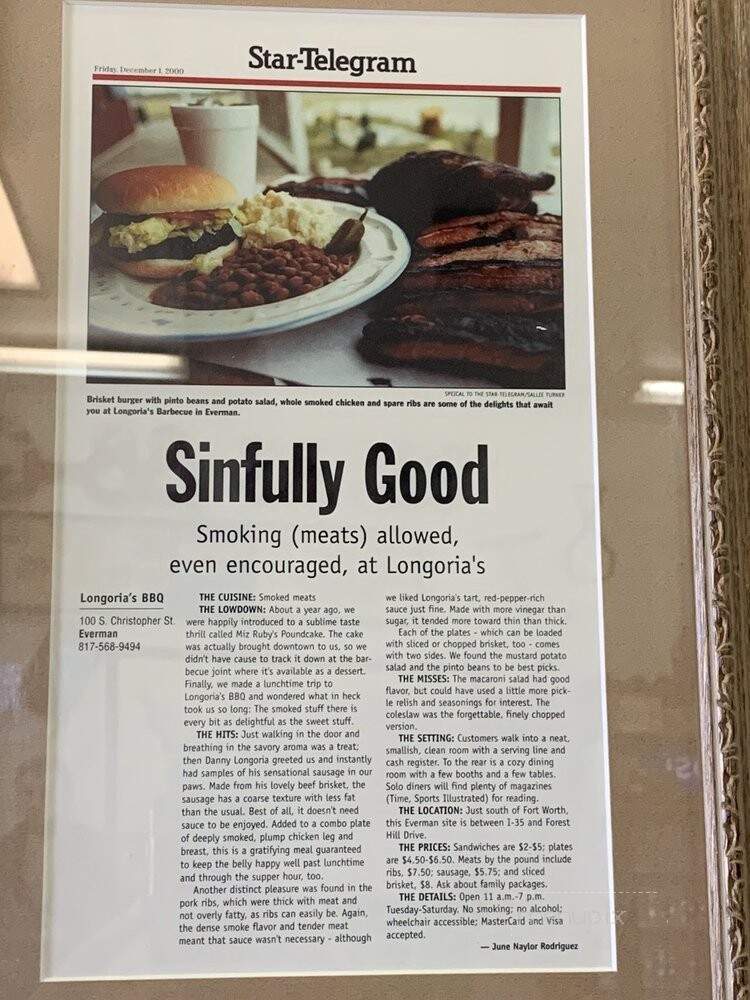 Star-Telegram
Friday, December 1, 2000
SPEICAL TO THE STAR-TELEGRAM/SALLIE TURNER
Brisket burger with pinto beans and potato salad, whole smoked chicken and spare ribs are some of the delights that await
you at Longoria's Barbecue in Everman.
Sinfully Good
Smoking (meats) allowed,
even encouraged, at Longoria's
Longoria's BBQ
100 S. Christopher St.
Everman
817-568-9494
THE CUISINE: Smoked meats
THE LOWDOWN: About a year ago, we
were happily introduced to a sublime taste
thrill called Miz Ruby's Poundcake. The cake
was actually brought downtown to us, so we
didn't have cause to track it down at the bar-
becue joint where it's available as a dessert.
Finally, we made a lunchtime trip to
Longoria's BBQ and wondered what in heck
took us so long: The smoked stuff there is
every bit as delightful as the sweet stuff.
THE HITS: Just walking in the door and
breathing in the savory aroma was a treat;
then Danny Longoria greeted us and instantly
had samples of his sensational sausage in our
paws. Made from his lovely beef brisket, the
sausage has a coarse texture with less fat
than the usual. Best of all, it doesn't need
sauce to be enjoyed. Added to a combo plate
of deeply smoked, plump chicken leg and
breast, this is a gratifying meal guaranteed
to keep the belly happy well past lunchtime
and through the supper hour, too.
Another distinct pleasure was found in the
pork ribs, which were thick with meat and
not overly fatty, as ribs can easily be. Again,
the dense smoke flavor and tender meat
meant that sauce wasn't necessary - although
we liked Longoria's tart, red-pepper-rich
sauce just fine. Made with more vinegar than
sugar, it tended more toward thin than thick.
Each of the plates - which can be loaded
with sliced or chopped brisket, too - comes
with two sides. We found the mustard potato
salad and the pinto beans to be best picks.
THE MISSES: The macaroni salad had good
flavor, but could have used a little more pick-
le relish and seasonings for interest. The
coleslaw was the forgettable, finely chopped
version.
THE SETTING: Customers walk into a neat,
smallish, clean room with a serving line and
cash register. To the rear is a cozy dining
room with a few booths and a few tables.
Solo diners will find plenty of magazines
(Time, Sports Illustrated) for reading.
THE LOCATION: Just south of Fort Worth,
this Everman site is between I-35 and Forest
Hill Drive.
THE PRICES: Sandwiches are $2-$5; plates
are $4.50-$6.50. Meats by the pound include
ribs, $7.50; sausage, $5.75; and sliced
brisket, $8. Ask about family packages.
THE DETAILS: Open 11 a.m.-7 p.m.
Tuesday-Saturday. No smoking; no alcohol;
wheelchair accessible; MasterCard and Visa
accepted.
— June Naylor Rodriguez